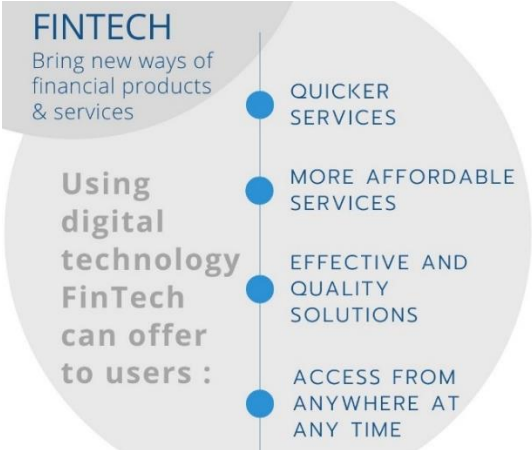 FINTECH
Bring new ways of
financial products
& services
Using
digital
technology
FinTech
can offer
to users :
QUICKER
SERVICES
MORE AFFORDABLE
SERVICES
EFFECTIVE AND
QUALITY
SOLUTIONS
ACCESS FROM
ANYWHERE AT
ANY TIME